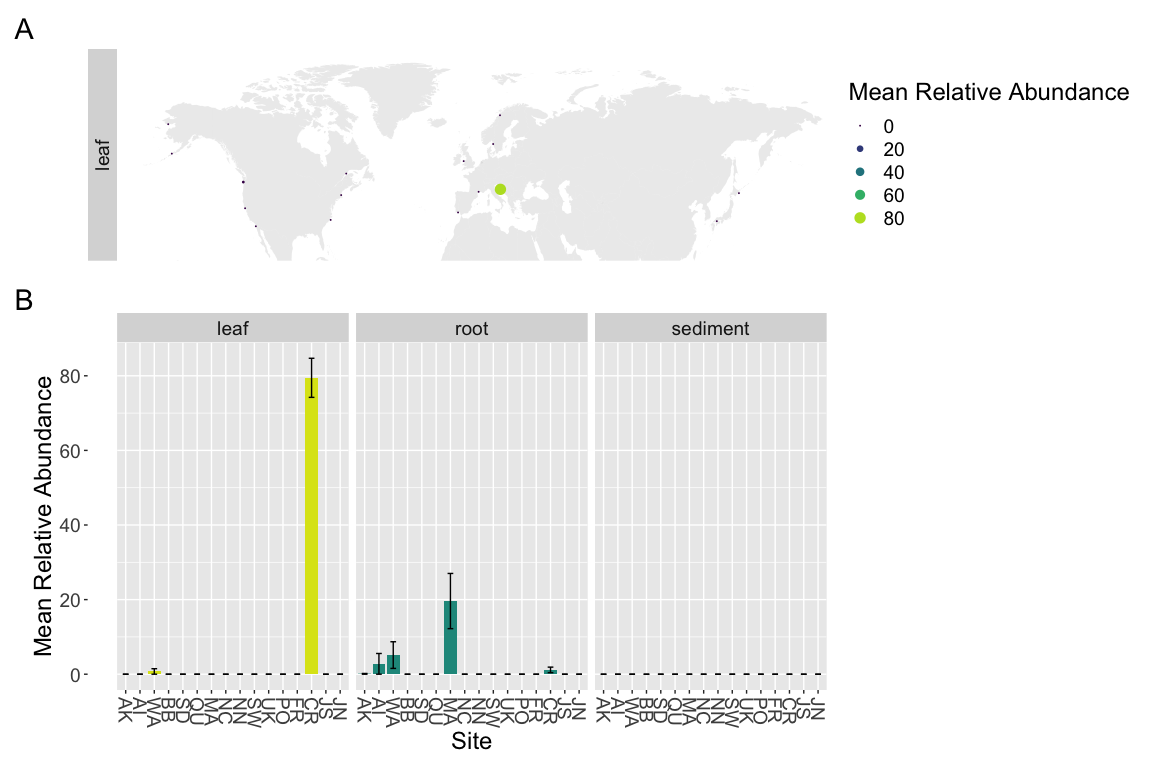 A
leaf
Mean Relative Abundance
0
20
40
60
80
B
leaf root sediment
Mean Relative Abundance
80
60
40
20
0
AK AI WA BB SD QU MA NC NN SW UK PO FR CR JS JN AK AI WA BB SD QU MA NC NN SW UK PO FR CR JS JN AK AI WA BB SD QU MA NC NN SW UK PO FR CR JS JN
Site